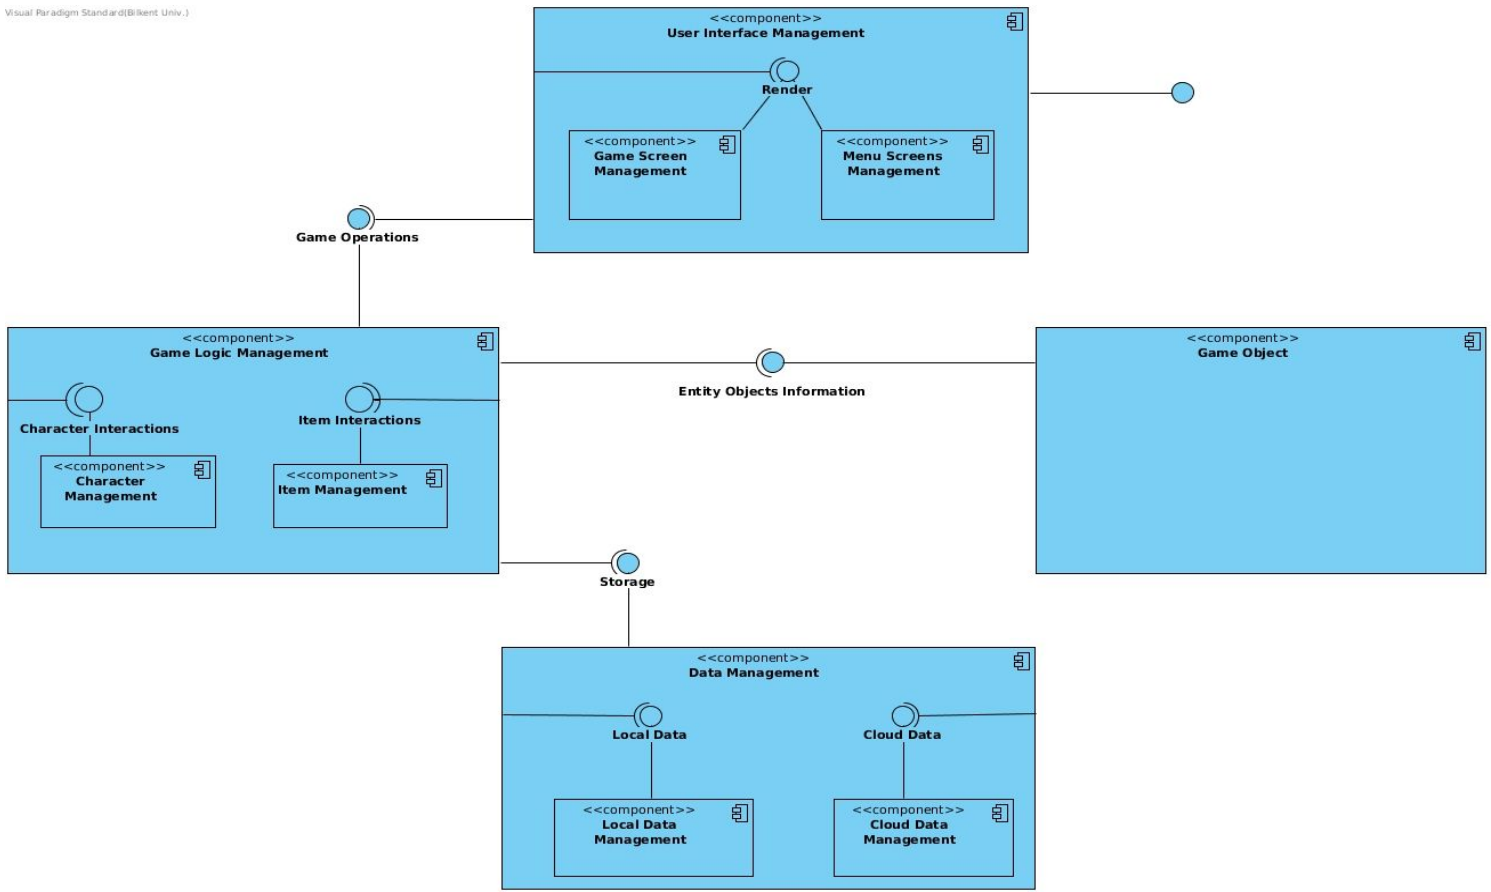 Visual Paradigm Standard(Bilkent Univ.)
<<component>>
User Interface Management
Render
<<component>>
Game Screen
Management
<<component>>
Menu Screens
Management
Game Operations
<<component>>
Game Logic Management
Character Interactions
Item Interactions
<<component>>
Character
Management
<<component>>
Item Management
Entity Objects Information
<<component>>
Game Object
Storage
<<component>>
Data Management
Local Data
Cloud Data
<<component>>
Local Data
Management
<<component>>
Cloud Data
Management